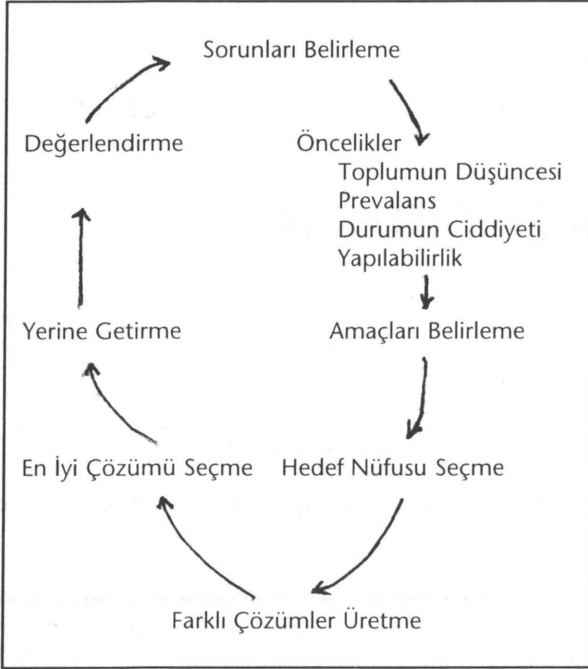 Sorunları Belirleme
Değerlendirme
Öncelikler
Toplumun Düşüncesi
Prevalans
Durumun Ciddiyeti
Yapılabilirlik
Yerine Getirme
Amaçları Belirleme
En İyi Çözümü Seçme
Hedef Nüfusu Seçme
Farklı Çözümler Üretme